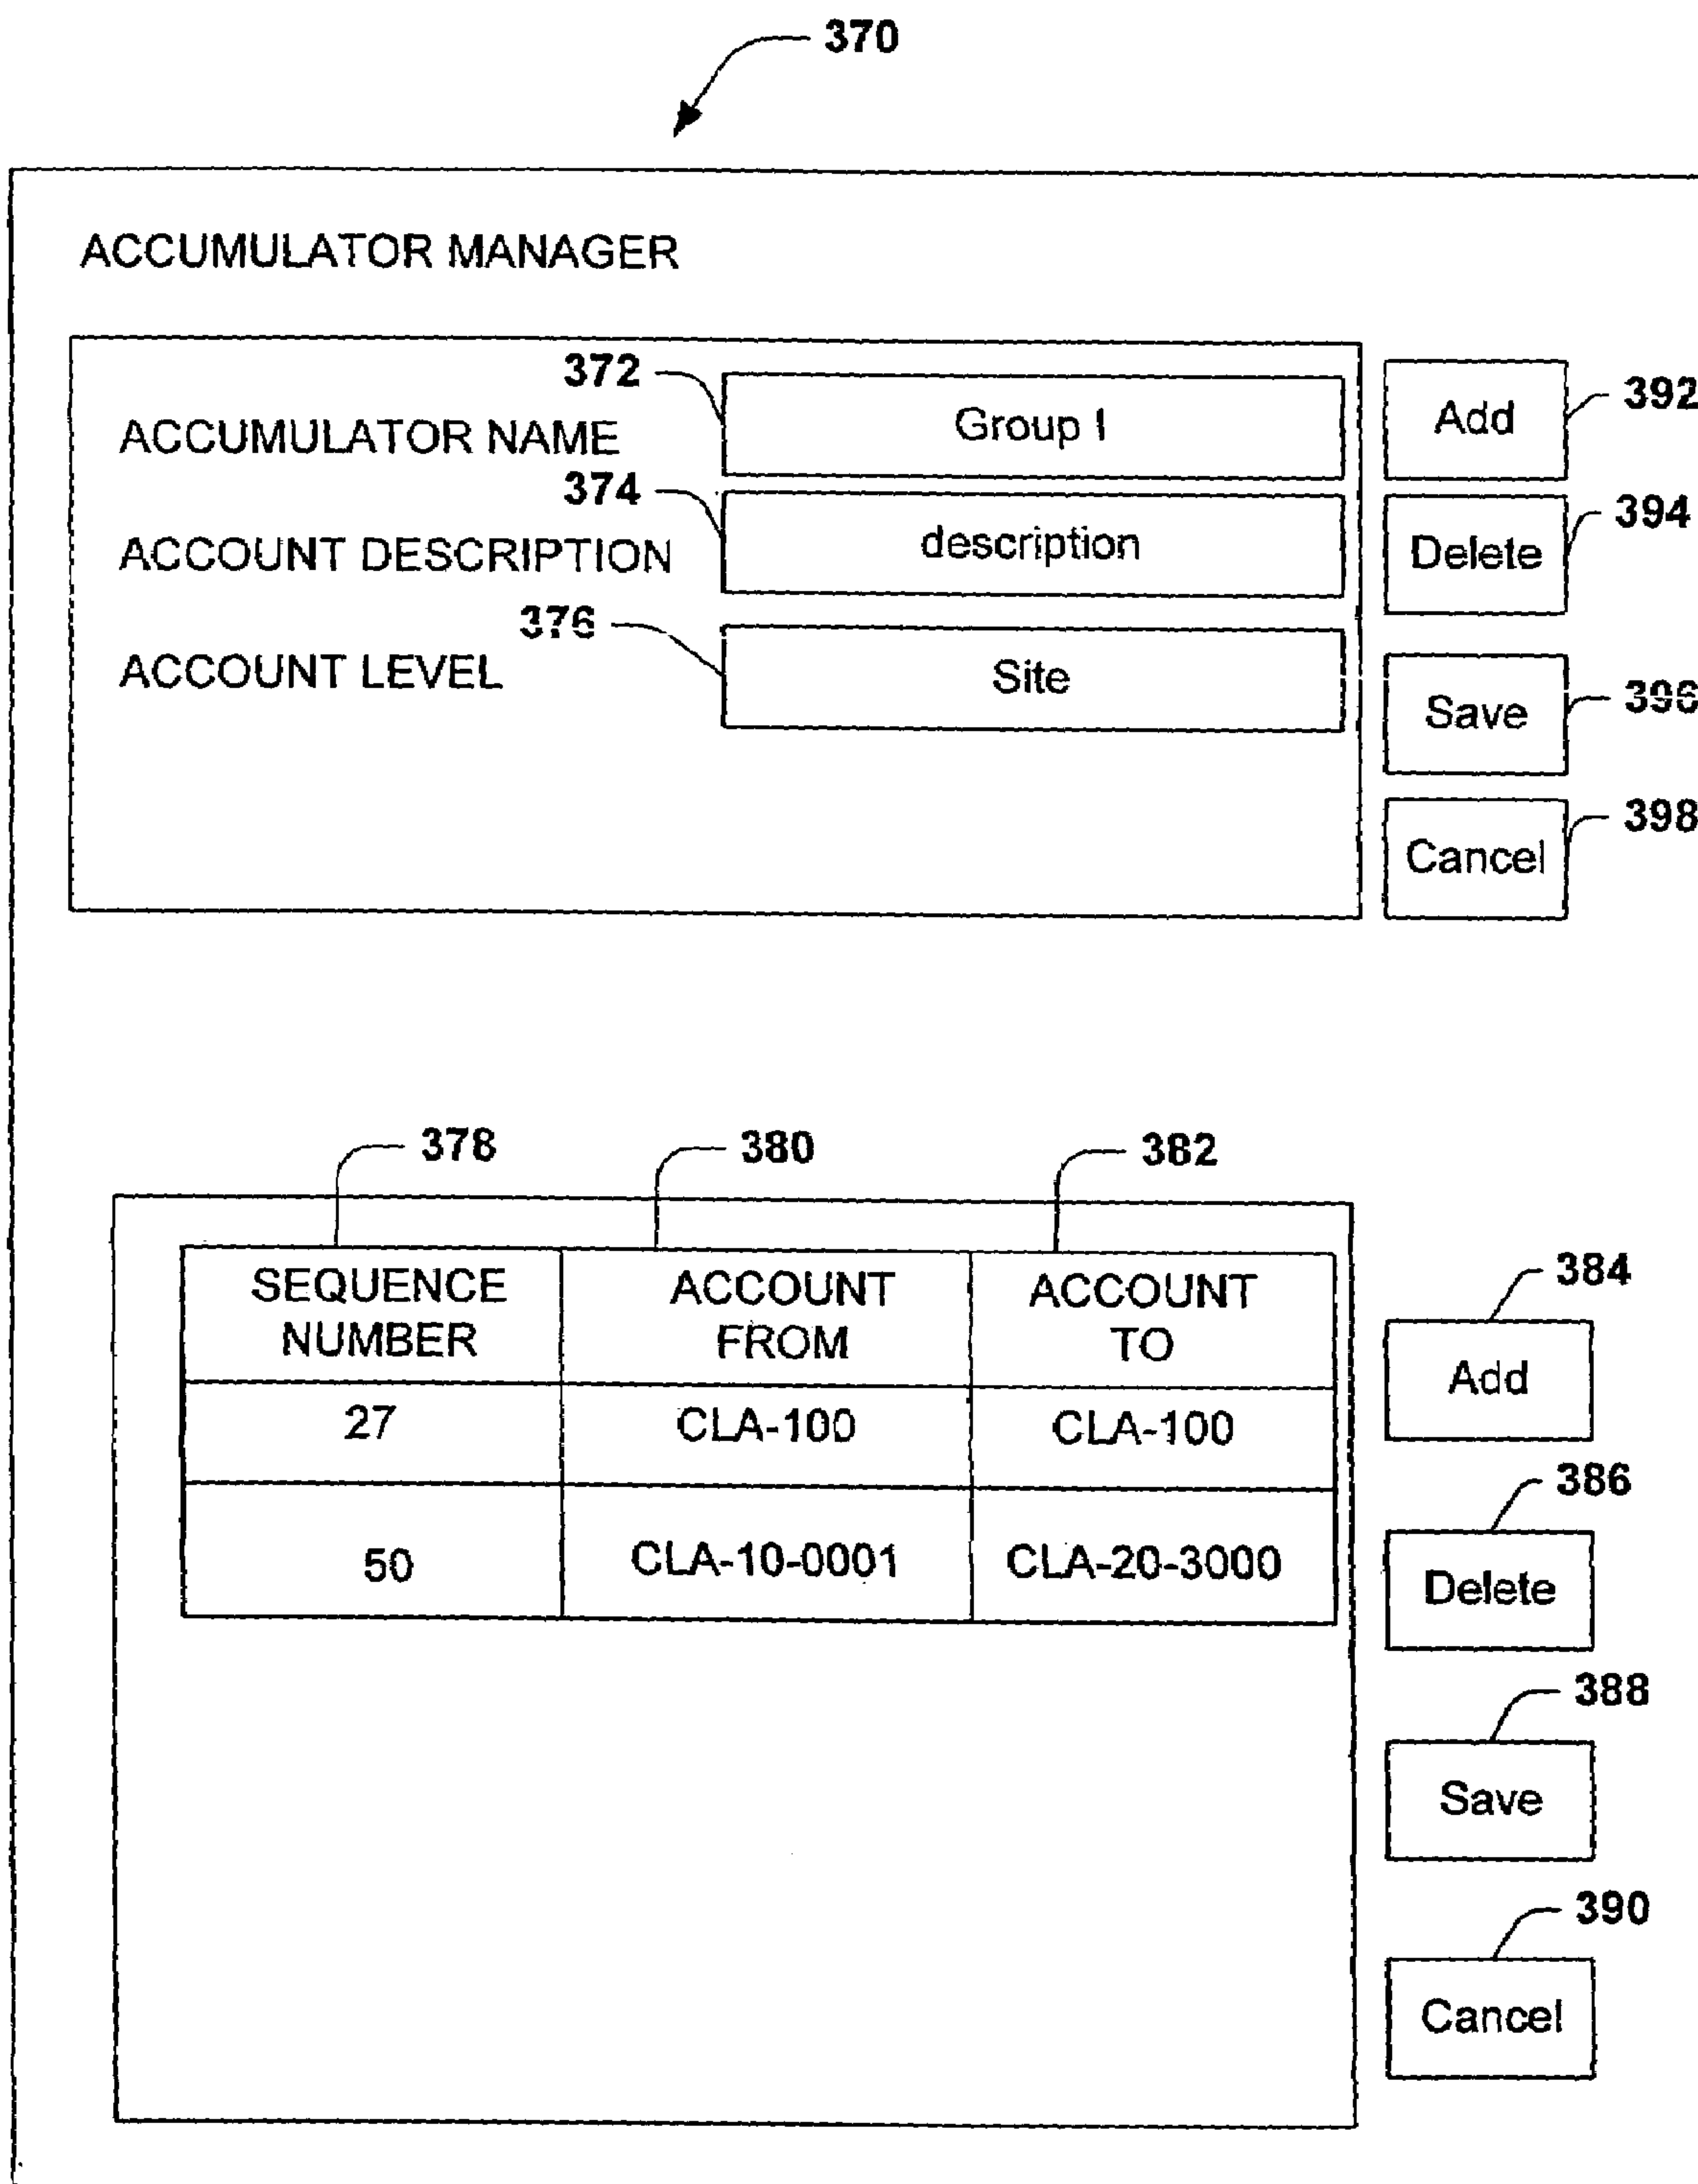 370
ACCUMULATOR MANAGER
372
ACCUMULATOR NAME
Group I
Add
392
374
ACCOUNT DESCRIPTION
description
Delete
394
376
ACCOUNT LEVEL
Site
Save
396
Cancel
398
378
380
382
SEQUENCE
NUMBER
ACCOUNT
FROM
ACCOUNT
TO
27
CLA-100
CLA-100
50
CLA-10-0001
CLA-20-3000
384
Add
386
Delete
388
Save
390
Cancel